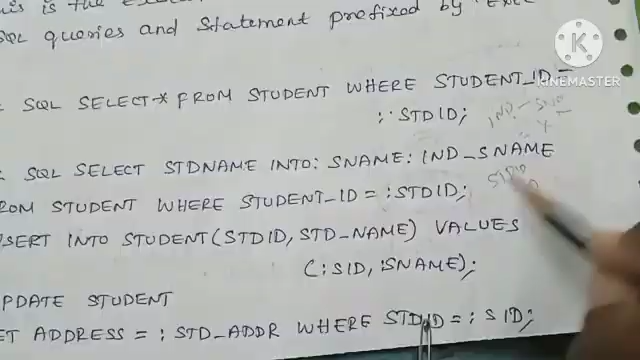 his is the
SQL queries and statement prefixed by EXEC
SQL SELECT * FROM STUDENT WHERE STUDENT_ID =
: STDID;
SQL SELECT STDNAME INTO: SNAME: IND_SNAME
ROM STUDENT WHERE STUDENT_ID = :STDID;
SERT INTO STUDENT(STDID, STD_NAME) VALUES
(:SID, :SNAME);
PDATE STUDENT
ET ADDRESS = : STD_ADDR WHERE STDID = : SID;
KINEMASTER